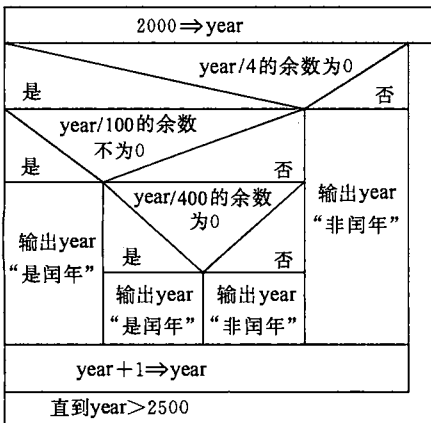 2000⇒year
year/4的余数为0
是
否
year/100的余数
不为0
是
否
year/400的余数
为0
输出year
“非闰年”
输出year
“是闰年”
是
否
输出year
“是闰年”
输出year
“非闰年”
year+1⇒year
直到year>2500